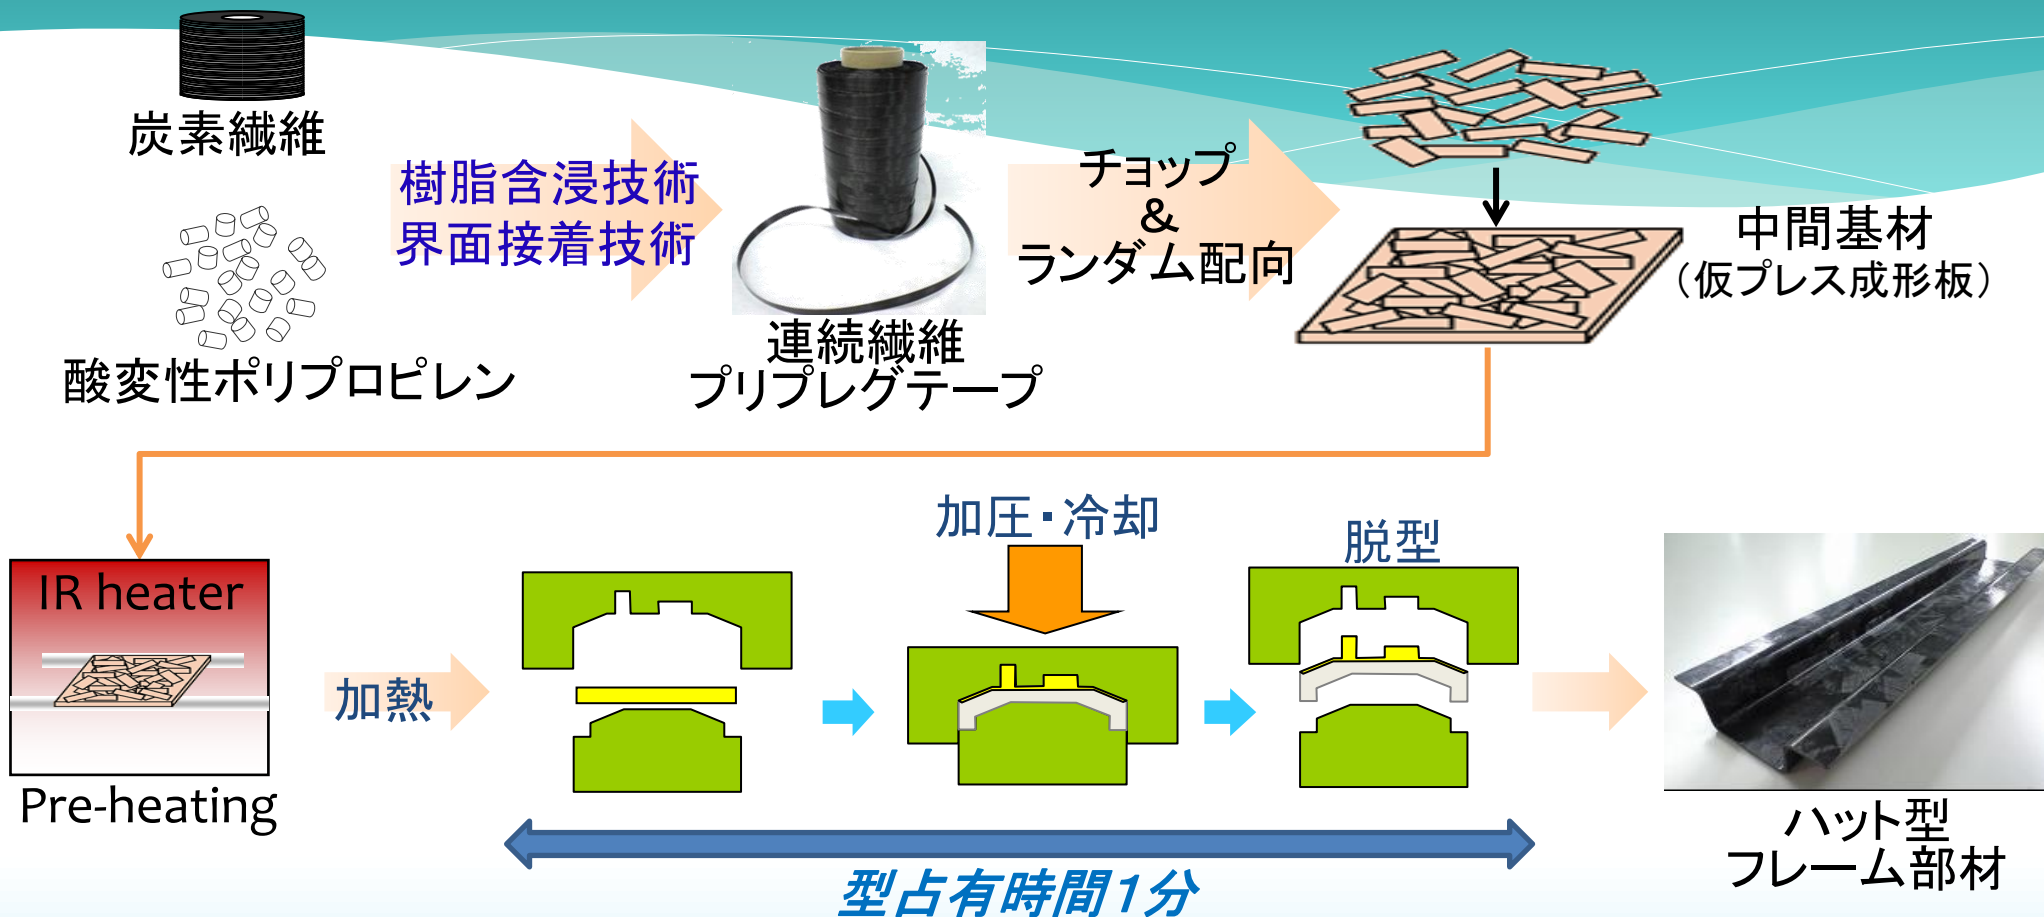 炭素繊維
酸変性ポリプロピレン
樹脂含浸技術
界面接着技術
連続繊維
プリプレグテープ
チョップ
&
ランダム配向
中間基材
（仮プレス成形板）
IR heater
Pre-heating
加熱
加圧・冷却
脱型
型占有時間1分
ハット型
フレーム部材